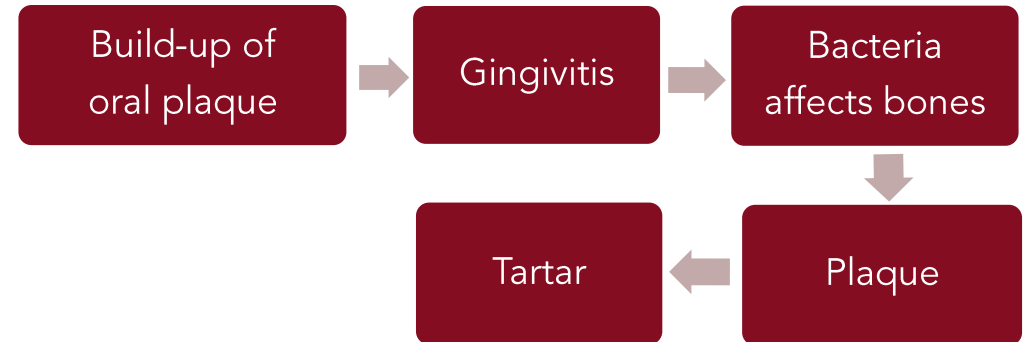 Build-up of
oral plaque
Gingivitis
Bacteria
affects bones
Plaque
Tartar